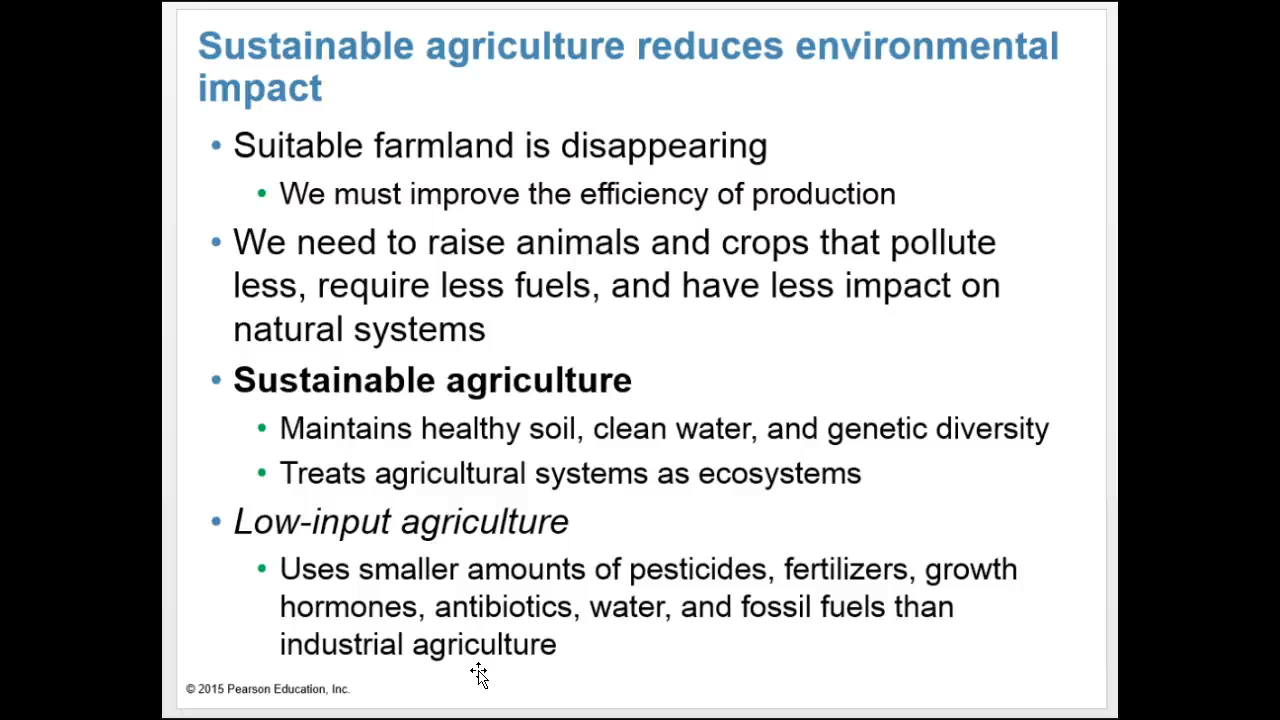 Sustainable agriculture reduces environmental
impact
• Suitable farmland is disappearing
• We must improve the efficiency of production
• We need to raise animals and crops that pollute
less, require less fuels, and have less impact on
natural systems
• Sustainable agriculture
• Maintains healthy soil, clean water, and genetic diversity
• Treats agricultural systems as ecosystems
• Low-input agriculture
• Uses smaller amounts of pesticides, fertilizers, growth
hormones, antibiotics, water, and fossil fuels than
industrial agriculture
© 2015 Pearson Education, Inc.